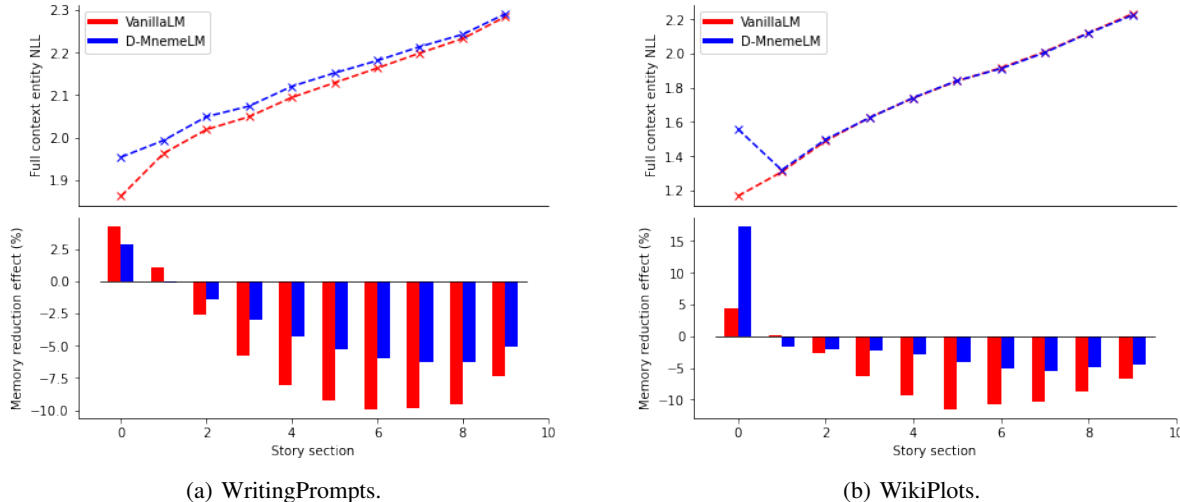 2.3
2.2
2.1
2.0
1.9
Full context entity NLL
VanillaLM
D-MnemeLM
2.5
0.0
−2.5
−5.0
−7.5
−10.0
Memory reduction effect (%)
0 2 4 6 8 10
Story section
(a) WritingPrompts.
2.2
2.0
1.8
1.6
1.4
1.2
Full context entity NLL
VanillaLM
D-MnemeLM
15
10
5
0
−5
−10
Memory reduction effect (%)
0 2 4 6 8 10
Story section
(b) WikiPlots.